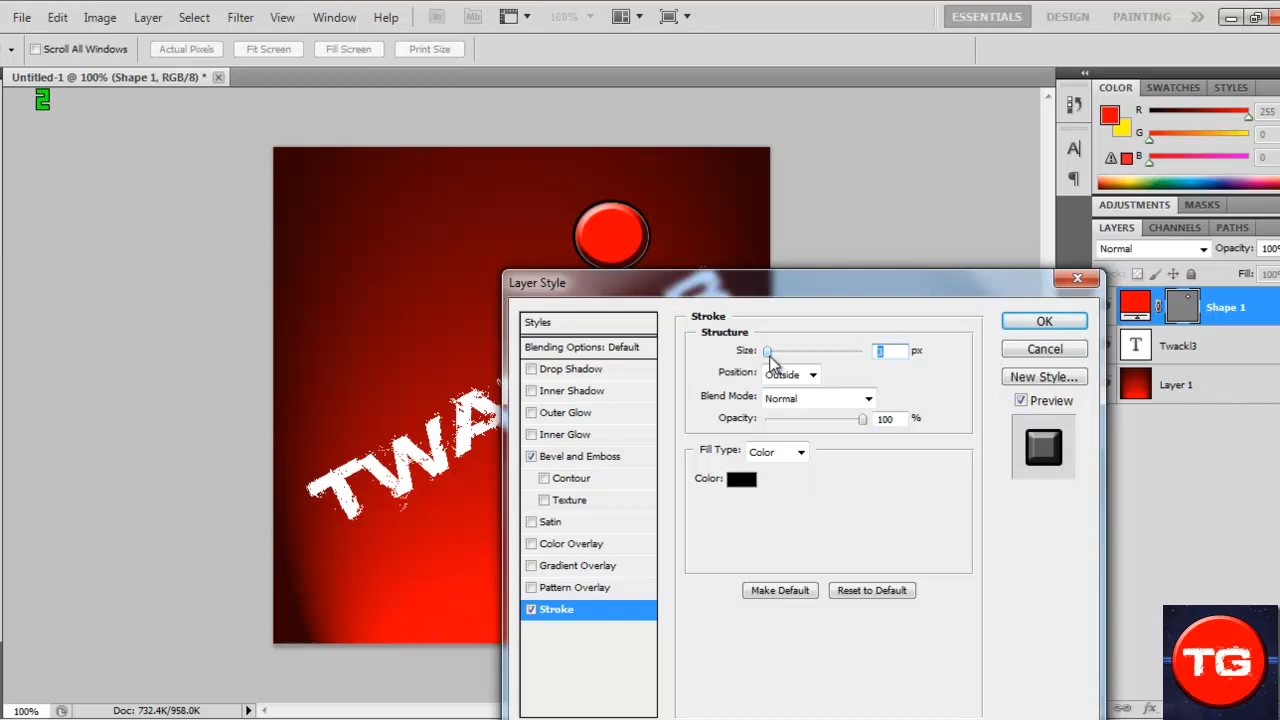 File Edit Image Layer Select Filter View Window Help Br Mb 100% ESSENTIALS DESIGN PAINTING
Scroll All Windows Actual Pixels Fit Screen Fill Screen Print Size
Untitled-1 @ 100% (Shape 1, RGB/8) *
2
COLOR SWATCHES STYLES
R 255
G 0
B 0
ADJUSTMENTS MASKS
LAYERS CHANNELS PATHS
Normal Opacity: 100%
Fill: 100%
Shape 1
T Twackl3
Layer 1
TWA
Layer Style
Styles
Blending Options: Default
Drop Shadow
Inner Shadow
Outer Glow
Inner Glow
Bevel and Emboss
Contour
Texture
Satin
Color Overlay
Gradient Overlay
Pattern Overlay
Stroke
Stroke
Structure
Size: 3 px
Position: Outside
Blend Mode: Normal
Opacity: 100 %
Fill Type: Color
Color:
Make Default Reset to Default
OK
Cancel
New Style...
Preview
TG
100% Doc: 732.4K/958.0K
fx